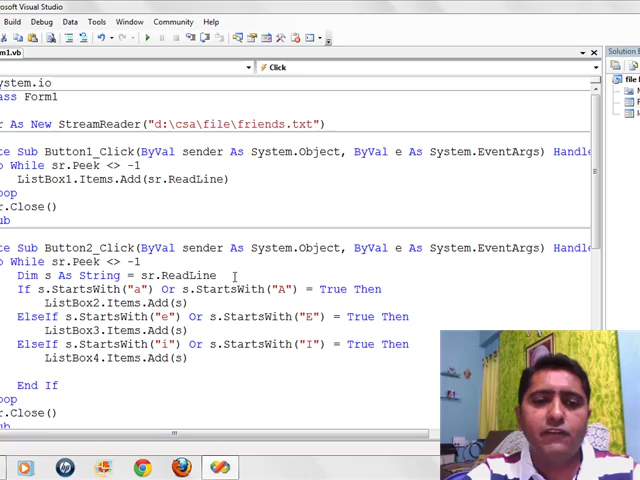 osoft Visual Studio
Build Debug Data Tools Window Community Help
m1.vb
Click
Solution E
ystem.io
ass Form1
file
r As New StreamReader("d:\csa\file\friends.txt")
te Sub Button1_Click(ByVal sender As System.Object, ByVal e As System.EventArgs) Handle
o While sr.Peek <> -1
ListBox1.Items.Add(sr.ReadLine)
oop
r.Close()
ub
te Sub Button2_Click(ByVal sender As System.Object, ByVal e As System.EventArgs) Handle
o While sr.Peek <> -1
Dim s As String = sr.ReadLine
If s.StartsWith("a") Or s.StartsWith("A") = True Then
ListBox2.Items.Add(s)
ElseIf s.StartsWith("e") Or s.StartsWith("E") = True Then
ListBox3.Items.Add(s)
ElseIf s.StartsWith("i") Or s.StartsWith("I") = True Then
ListBox4.Items.Add(s)
End If
oop
r.Close()
ub
hp